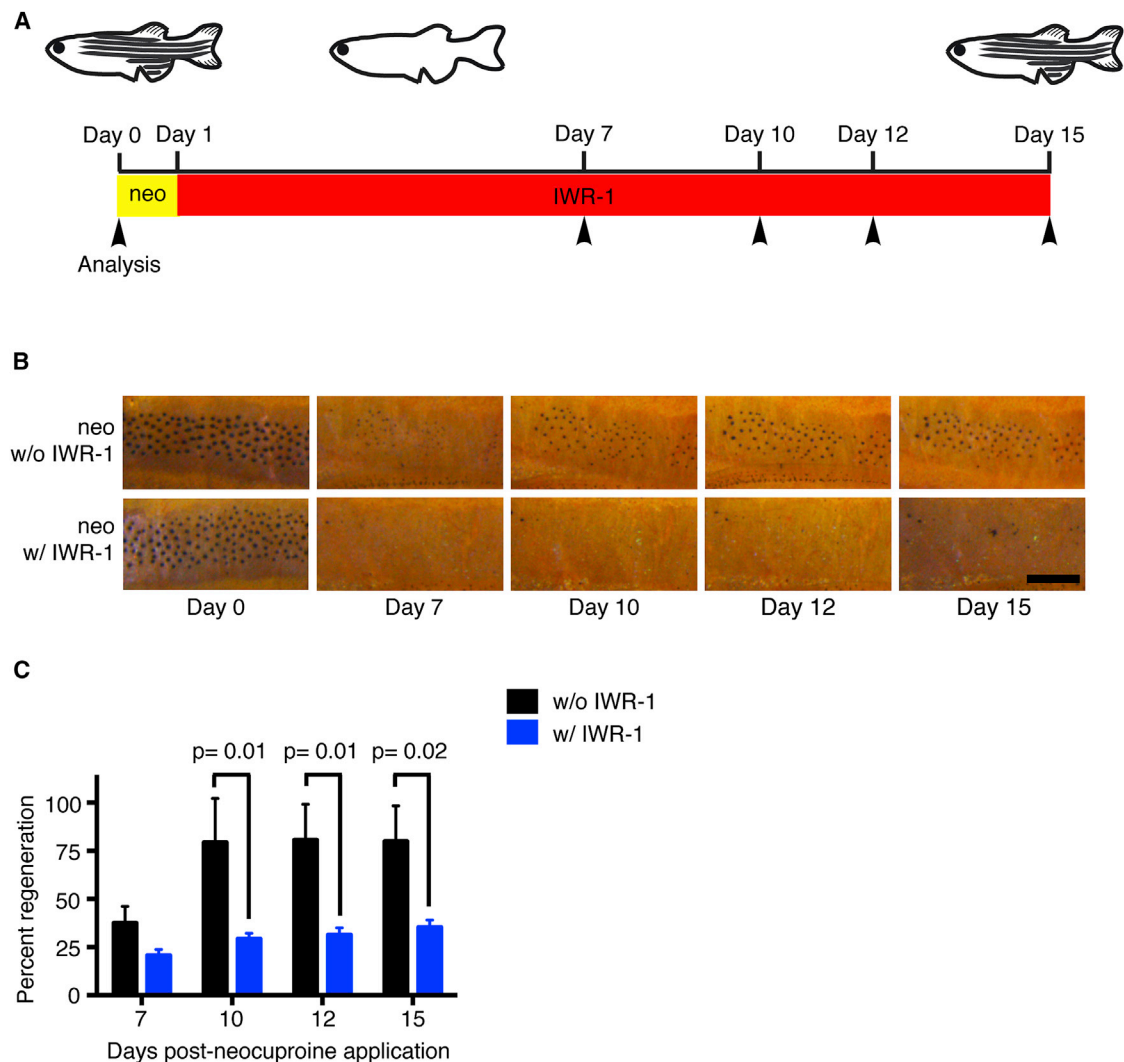 A
Day 0 Day 1 Day 7 Day 10 Day 12 Day 15
neo IWR-1
Analysis
B
neo
w/o IWR-1
neo
w/ IWR-1
Day 0 Day 7 Day 10 Day 12 Day 15
C
w/o IWR-1
w/ IWR-1
p= 0.01 p= 0.01 p= 0.02
Percent regeneration
100
75
50
25
0
7 10 12 15
Days post-neocuproine application